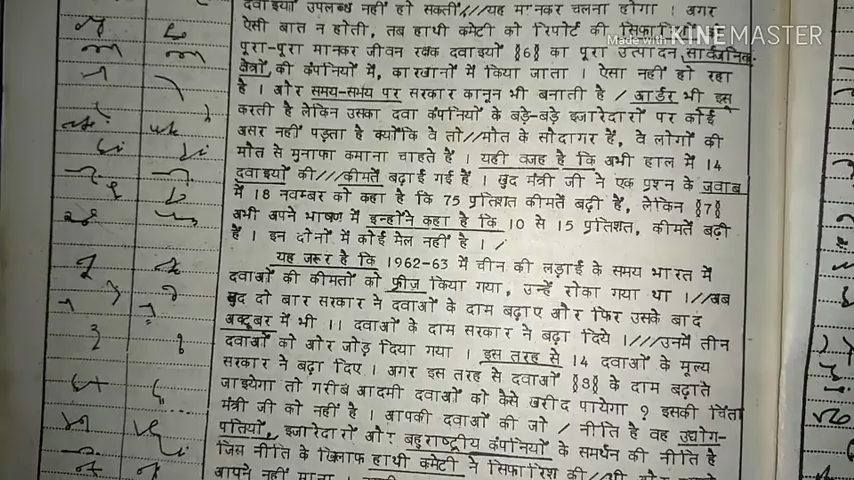 दवाइयाँ उपलब्ध नहीं हो सकतीं///यह मानकर चलना होगा । अगर
ऐसी बात न होती, तब हाथी कमेटी को रिपोर्ट की
Made with KINEMASTER
पूरा-पूरा मानकर जीवन रक्षक दवाइयों §6§ का पूरा उत्पादन सार्वजनिक
क्षेत्रों की कंपनियों में, कारखानों में किया जाता । ऐसा नहीं हो रहा
है । और समय-समय पर सरकार कानून भी बनाती है / आर्डर भी इस
करती है लेकिन उसका दवा कंपनियों के बड़े-बड़े इजारेदारों पर कोई
असर नहीं पड़ता है क्योंकि वे तो//मौत के सौदागर हैं, वे लोगों की
मौत से मुनाफा कमाना चाहते हैं । यही वजह है कि अभी हाल में 14
दवाइयों की///कीमतें बढ़ाई गई हैं । खुद मंत्री जी ने एक प्रश्न के जवाब
में 18 नवम्बर को कहा है कि 75 प्रतिशत कीमतें बढ़ी हैं, लेकिन §7§
अभी अपने भाषण में इन्होंने कहा है कि 10 से 15 प्रतिशत, कीमतें बढ़ी
हैं । इन दोनों में कोई मेल नहीं है । /
यह जरूर है कि 1962-63 में चीन की लड़ाई के समय भारत में
दवाओं की कीमतों को फ्रीज किया गया, उन्हें रोका गया था ।//अब
खुद दो बार सरकार ने दवाओं के दाम बढ़ाए और फिर उसके बाद
अक्टूबर में भी 11 दवाओं के दाम सरकार ने बढ़ा दिये ।///उनमें तीन
दवाओं को और जोड़ दिया गया । इस तरह से 14 दवाओं के मूल्य
सरकार ने बढ़ा दिए । अगर इस तरह से दवाओं §8§ के दाम बढ़ाते
जाइयेगा तो गरीब आदमी दवाओं को कैसे खरीद पायेगा ? इसकी चिंता
मंत्री जी को नहीं है । आपकी दवाओं की जो / नीति है वह उद्योग-
पतियों, इजारेदारों और बहुराष्ट्रीय कंपनियों के समर्थन की नीति है
जिस नीति के खिलाफ हाथी कमेटी ने सिफारिश की
आपने नहीं माना ।